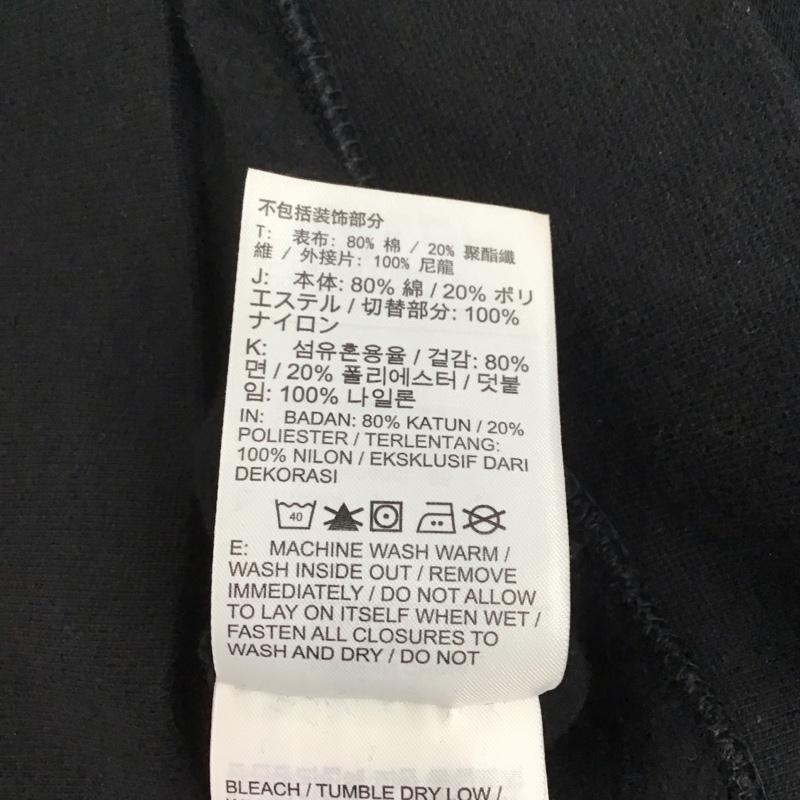 不包括装饰部分
T: 表布: 80% 棉 / 20% 聚酯纖
維 / 外接片: 100% 尼龍
J: 本体: 80% 綿 / 20% ポリ
エステル / 切替部分: 100%
ナイロン
K: 섬유혼용율 / 겉감: 80%
면 / 20% 폴리에스터 / 덧붙
임: 100% 나일론
IN: BADAN: 80% KATUN / 20%
POLIESTER / TERLENTANG:
100% NILON / EKSKLUSIF DARI
DEKORASI
40
E: MACHINE WASH WARM /
WASH INSIDE OUT / REMOVE
IMMEDIATELY / DO NOT ALLOW
TO LAY ON ITSELF WHEN WET /
FASTEN ALL CLOSURES TO
WASH AND DRY / DO NOT
BLEACH / TUMBLE DRY LOW /